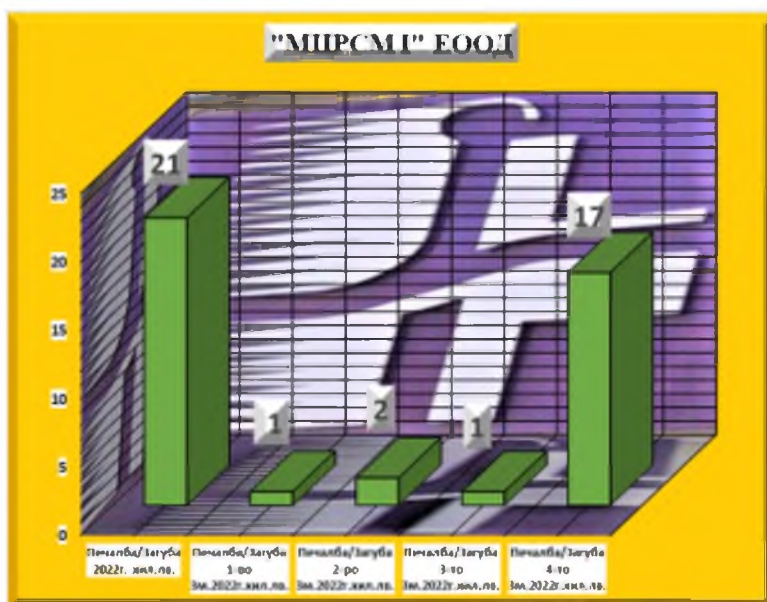 "МЦРСМ I" ЕООД
21
17
1
2
1
25
20
15
10
5
0
Печалба/Загуба
2022г. хил.лв.
Печалба/Загуба
1-во
3м.2022г.хил.лв.
Печалба/Загуба
2-ро
3м.2022г.хил.лв.
Печалба/Загуба
3-то
3м.2022г.хил.лв.
Печалба/Загуба
4-то
3м.2022г.хил.лв.